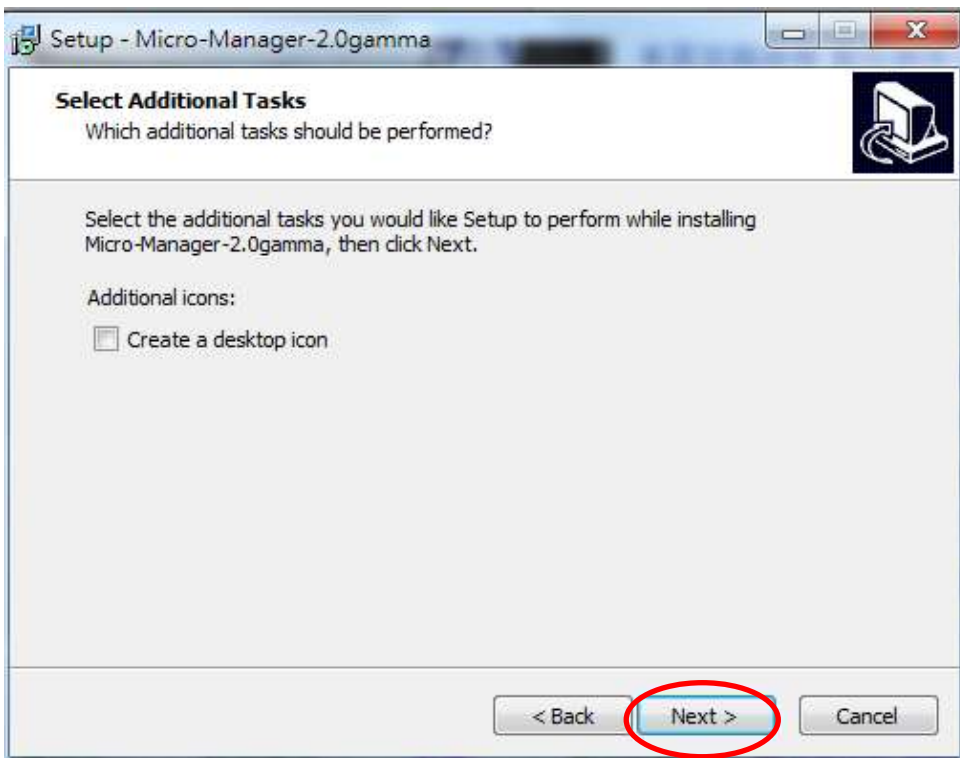 Setup - Micro-Manager-2.0gamma
Select Additional Tasks
Which additional tasks should be performed?
Select the additional tasks you would like Setup to perform while installing
Micro-Manager-2.0gamma, then click Next.
Additional icons:
Create a desktop icon
< Back
Next >
Cancel